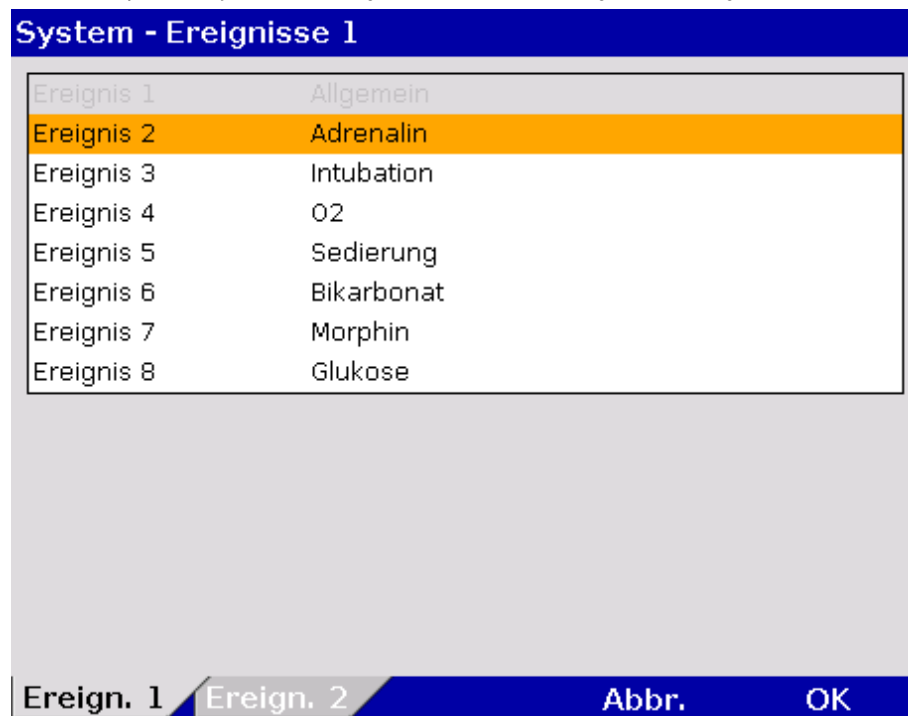 System - Ereignisse 1
Ereignis 1 Allgemein
Ereignis 2 Adrenalin
Ereignis 3 Intubation
Ereignis 4 O2
Ereignis 5 Sedierung
Ereignis 6 Bikarbonat
Ereignis 7 Morphin
Ereignis 8 Glukose
Ereign. 1 Ereign. 2 Abbr. OK